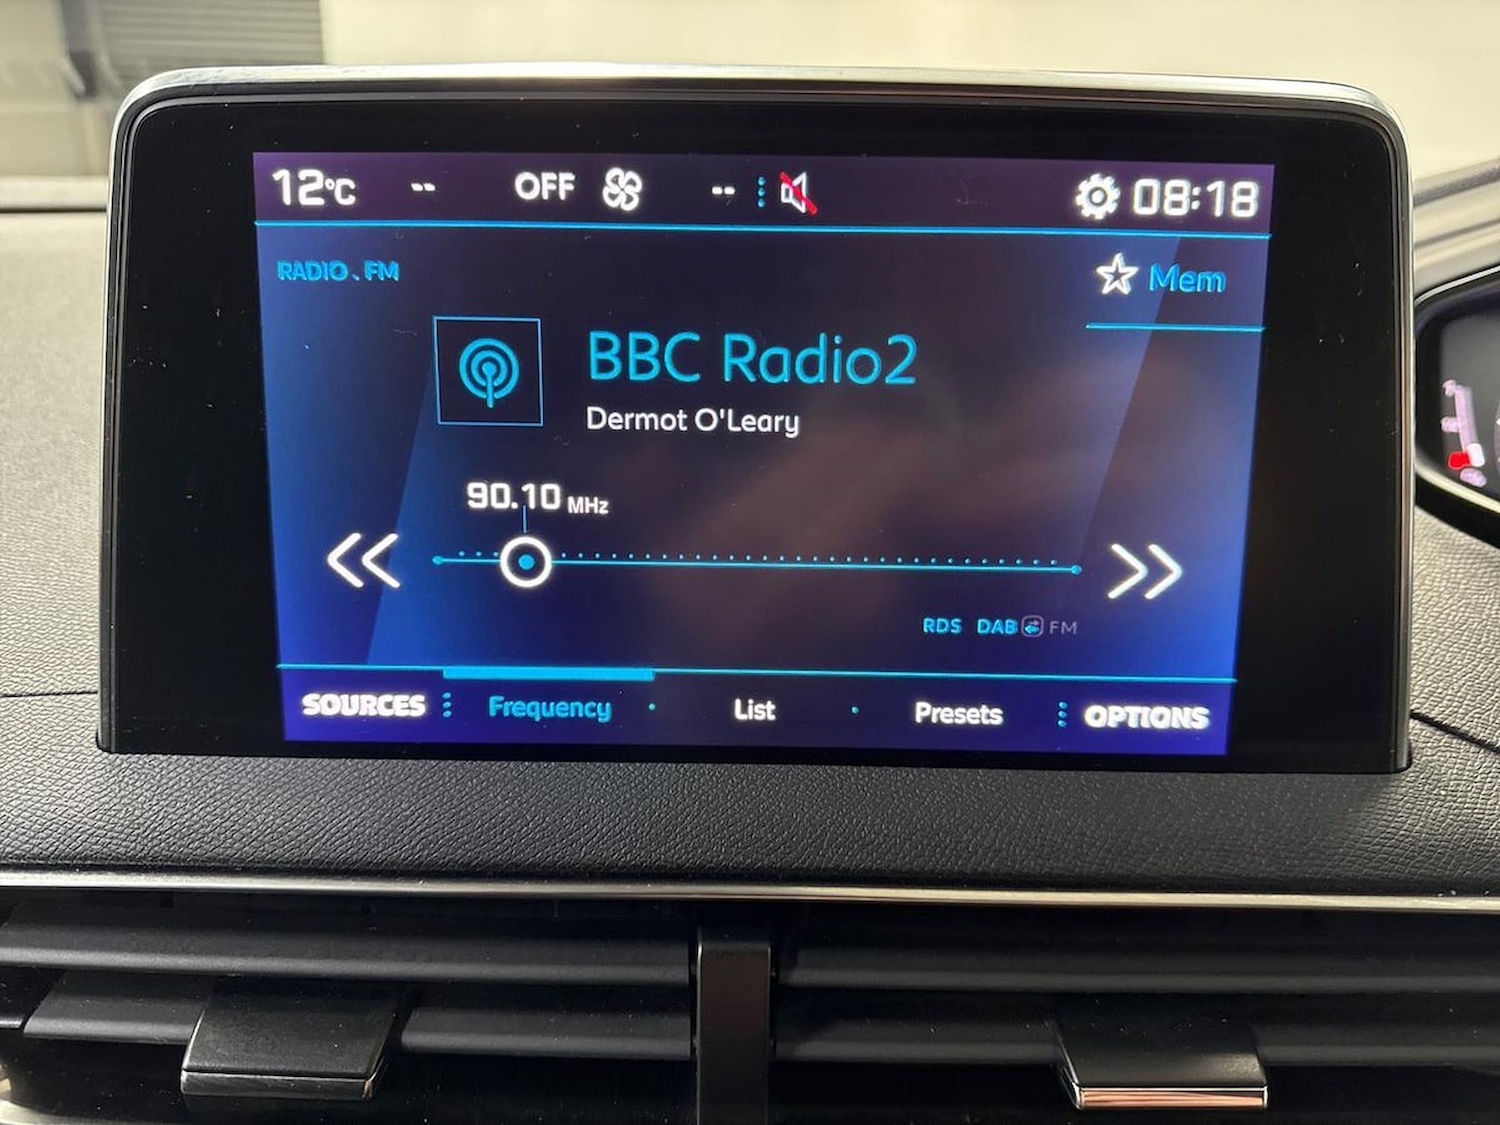 12°C -- OFF -- 08:18
RADIO . FM
Mem
BBC Radio2
Dermot O'Leary
90.10 MHz
RDS DAB FM
SOURCES Frequency List Presets OPTIONS